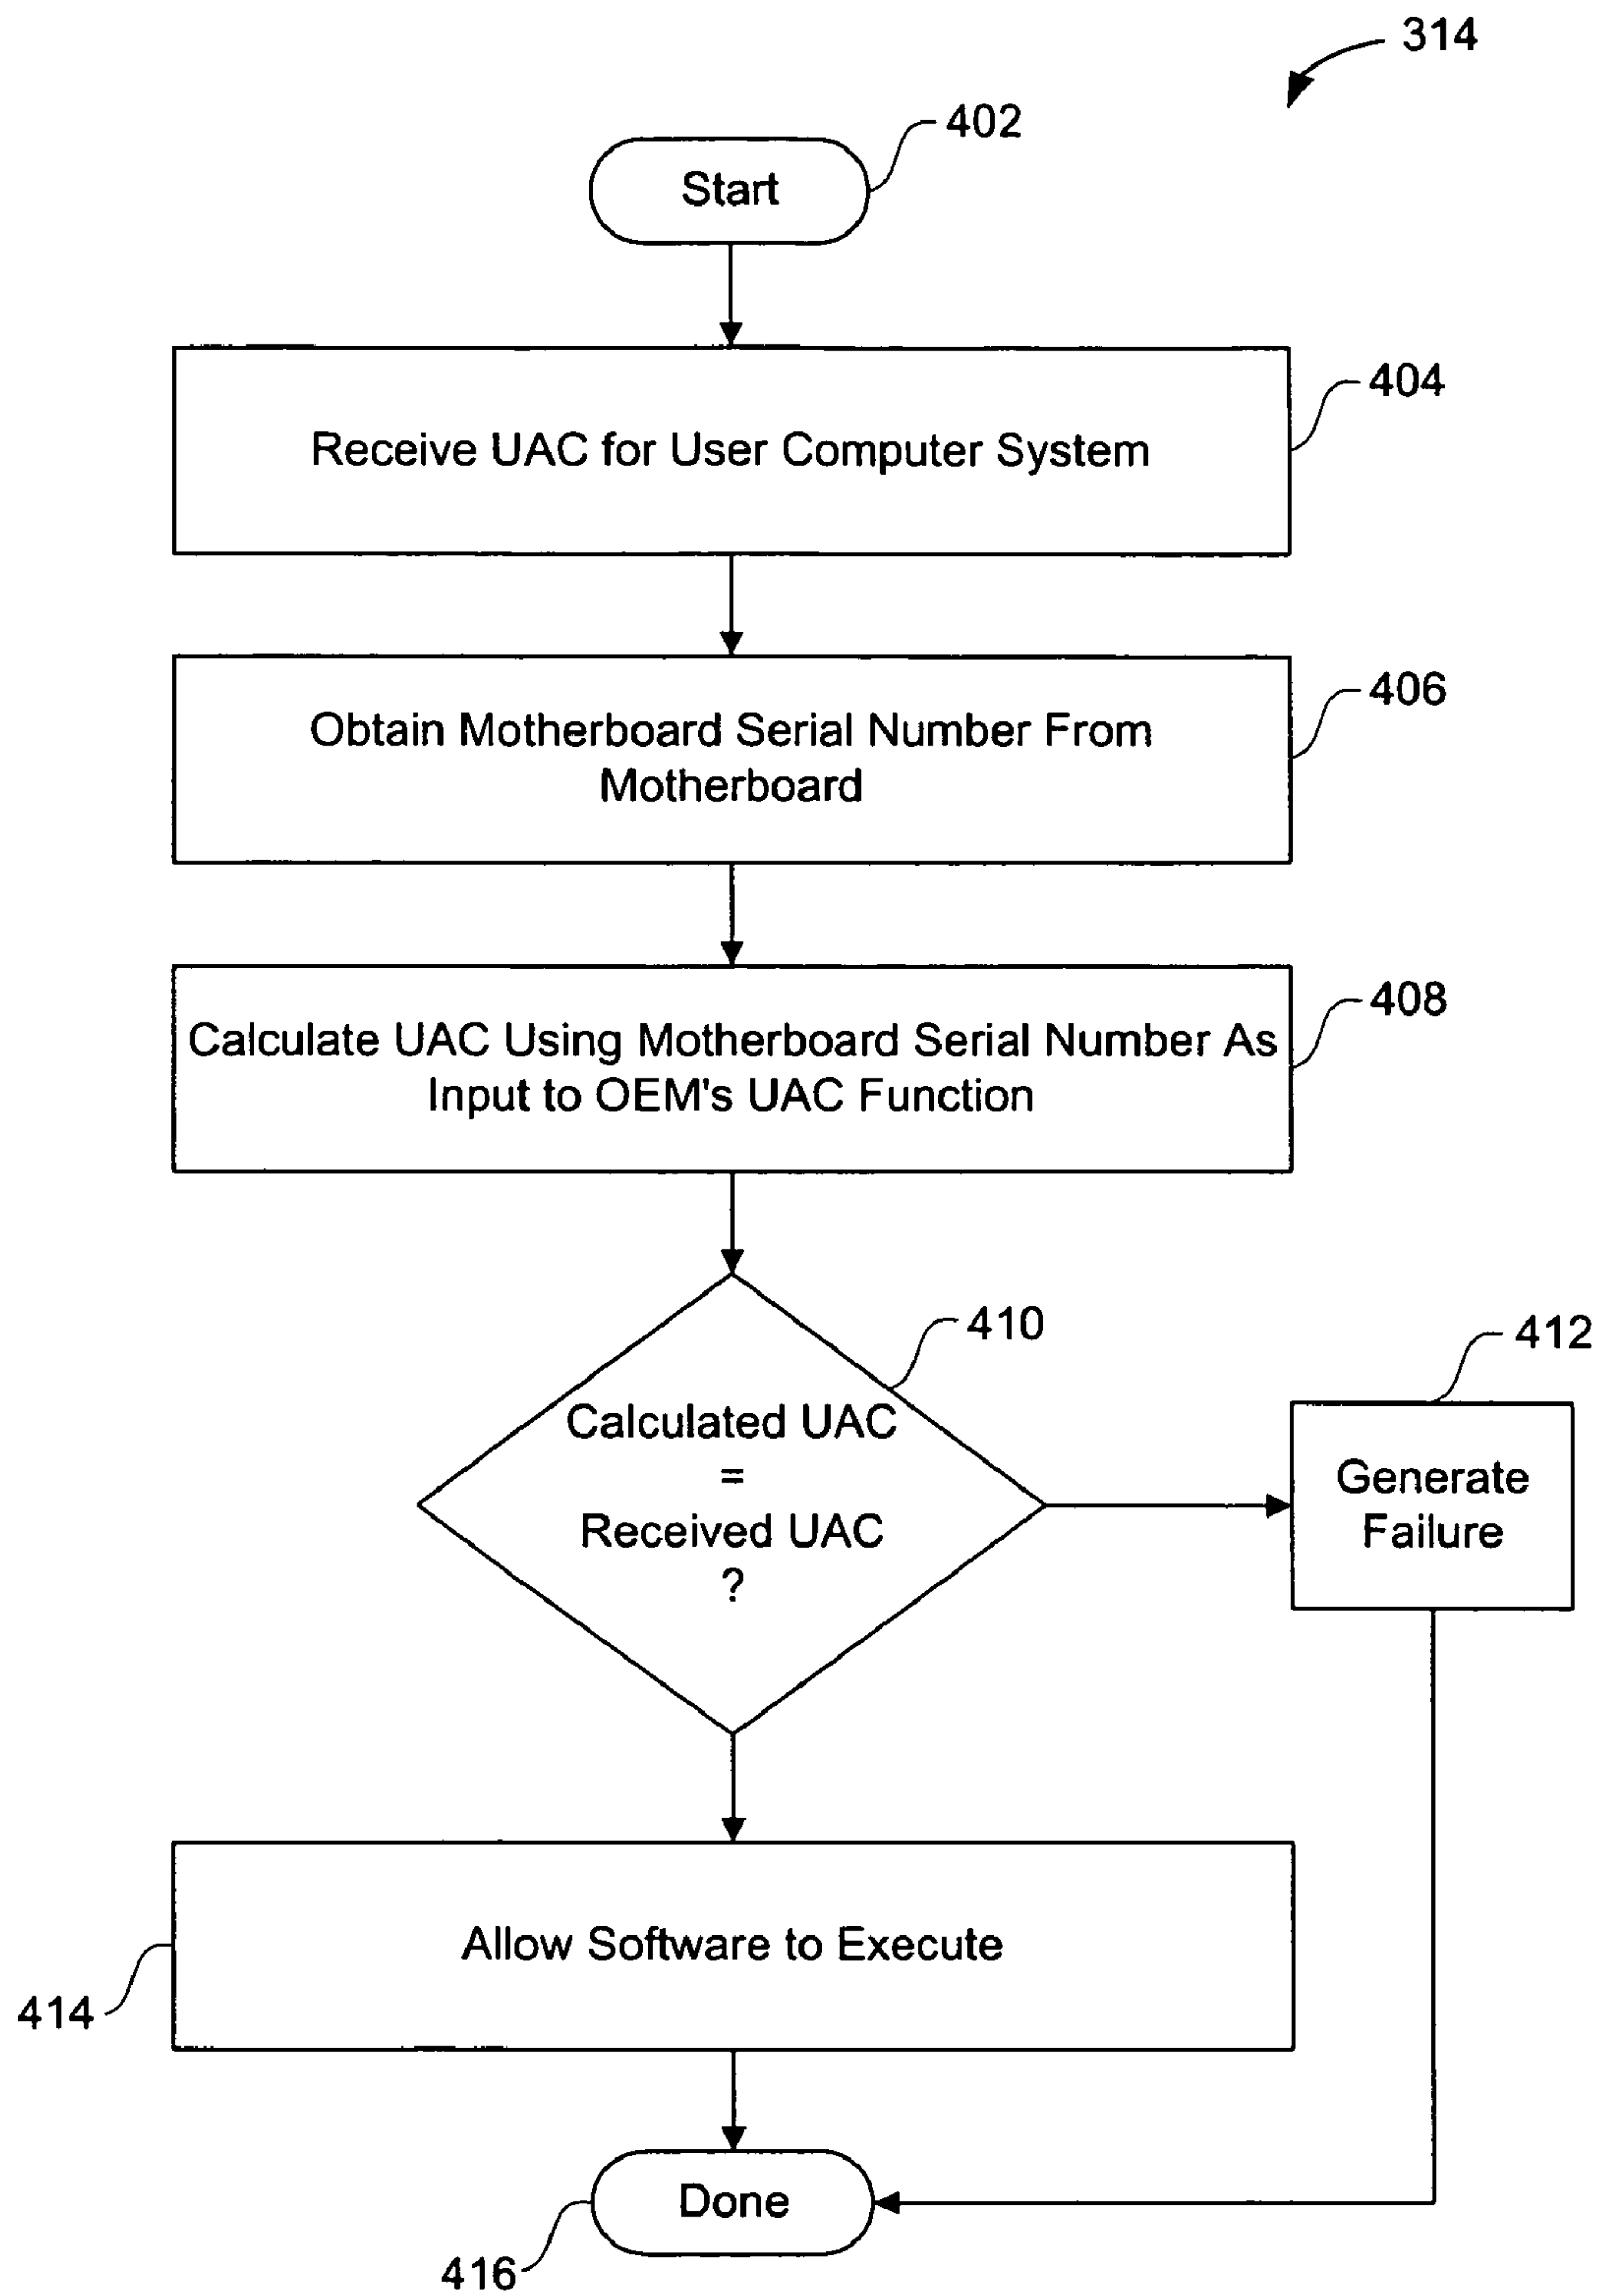 314
402
Start
404
Receive UAC for User Computer System
406
Obtain Motherboard Serial Number From
Motherboard
408
Calculate UAC Using Motherboard Serial Number As
Input to OEM's UAC Function
410
412
Calculated UAC
=
Received UAC
?
Generate
Failure
Allow Software to Execute
414
Done
416